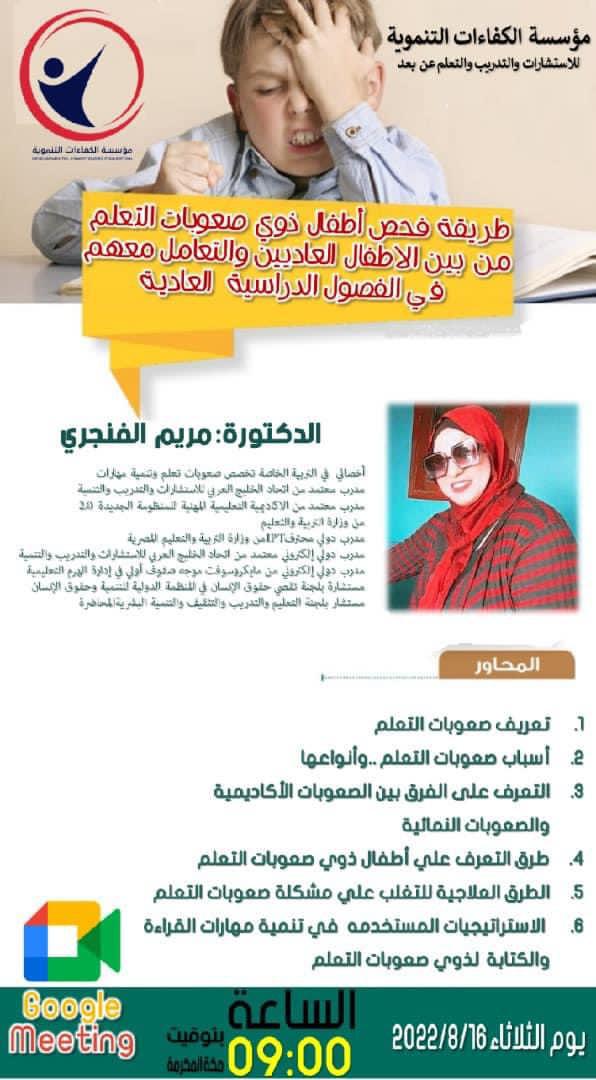 مؤسسة الكفاءات التنموية
للاستشارات والتدريب والتعلم عن بعد
مؤسسة الكفاءات التنموية
طريقة فحص أطفال ذوي صعوبات التعلم
من بين الاطفال العاديين والتعامل معهم
في الفصول الدراسية العادية
الدكتورة: مريم الفنجري
أخصائي في التربية الخاصة تخصص صعوبات تعلم وتنمية مهارات
مدرب معتمد من اتحاد الخليج العربي للاستشارات والتدريب والتنمية
مدرب معتمد من الاكاديمية التعليمية المهنية للمنظومة الجديدة 2.0
من وزارة التربية والتعليم
مدرب دولي محترف من وزارة التربية والتعليم المصرية
مدرب دولي إلكتروني معتمد من اتحاد الخليج العربي للاستشارات والتدريب والتنمية
مدرب دولي إلكتروني من مايكروسوفت موجه صفوف أولي في إدارة الهرم التعليمية
مستشارة بلجنة تقصي حقوق الإنسان في المنظمة الدولية للتنمية وحقوق الإنسان
مستشار بلجنة التعليم والتدريب والتثقيف والتنمية البشرية المحاضرة
المحاور
1. تعريف صعوبات التعلم
2. أسباب صعوبات التعلم ..وأنواعها
3. التعرف على الفرق بين الصعوبات الأكاديمية
والصعوبات النمائية
4. طرق التعرف علي أطفال ذوي صعوبات التعلم
5. الطرق العلاجية للتغلب علي مشكلة صعوبات التعلم
6. الاستراتيجيات المستخدمه في تنمية مهارات القراءة
والكتابة لذوي صعوبات التعلم
Google
Meeting
يوم الثلاثاء 2022/8/16
الساعة
09:00
بتوقيت
مكة المكرمة